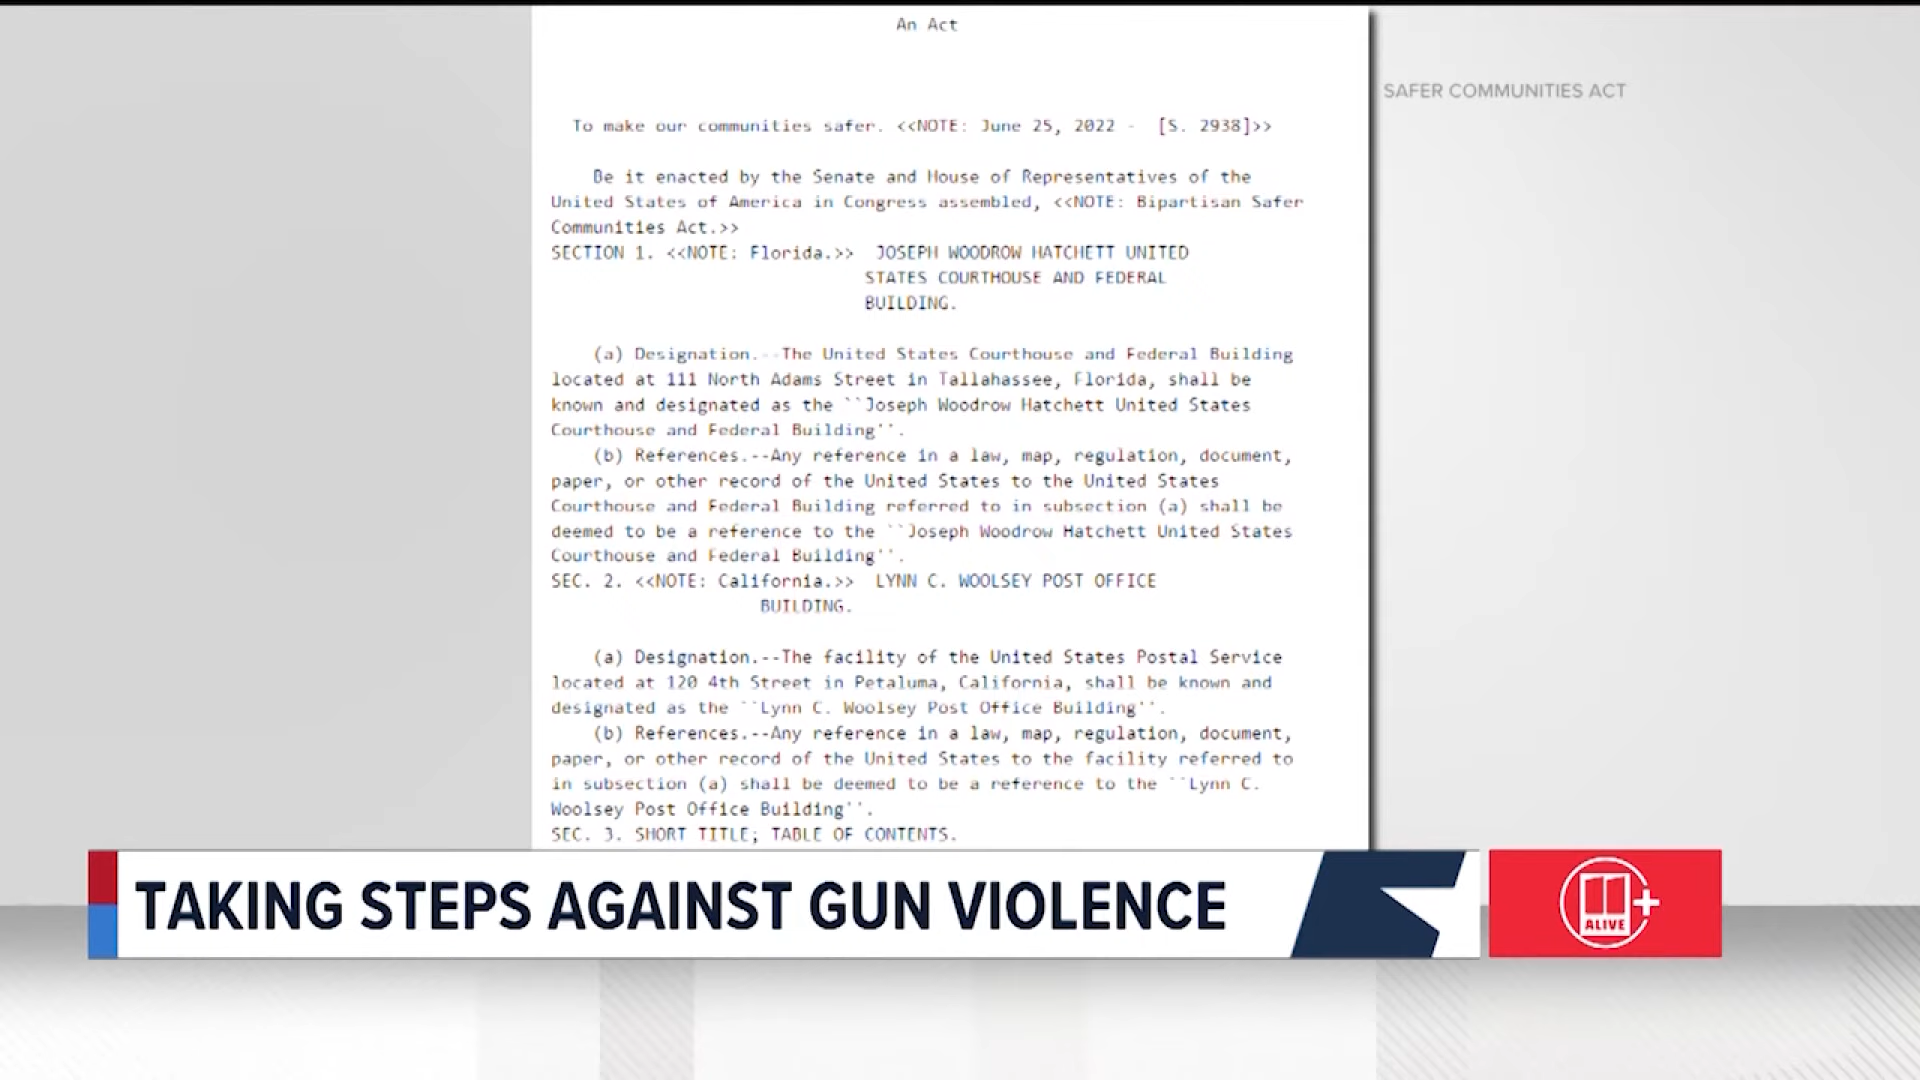 An Act
SAFER COMMUNITIES ACT
To make our communities safer. <<NOTE: June 25, 2022 - [S. 2938]>>
Be it enacted by the Senate and House of Representatives of the
United States of America in Congress assembled, <<NOTE: Bipartisan Safer
Communities Act.>>
SECTION 1. <<NOTE: Florida.>> JOSEPH WOODROW HATCHETT UNITED
STATES COURTHOUSE AND FEDERAL
BUILDING.
(a) Designation.--The United States Courthouse and Federal Building
located at 111 North Adams Street in Tallahassee, Florida, shall be
known and designated as the ``Joseph Woodrow Hatchett United States
Courthouse and Federal Building''.
(b) References.--Any reference in a law, map, regulation, document,
paper, or other record of the United States to the United States
Courthouse and Federal Building referred to in subsection (a) shall be
deemed to be a reference to the ``Joseph Woodrow Hatchett United States
Courthouse and Federal Building''.
SEC. 2. <<NOTE: California.>> LYNN C. WOOLSEY POST OFFICE
BUILDING.
(a) Designation.--The facility of the United States Postal Service
located at 120 4th Street in Petaluma, California, shall be known and
designated as the ``Lynn C. Woolsey Post Office Building''.
(b) References.--Any reference in a law, map, regulation, document,
paper, or other record of the United States to the facility referred to
in subsection (a) shall be deemed to be a reference to the ``Lynn C.
Woolsey Post Office Building''.
SEC. 3. SHORT TITLE; TABLE OF CONTENTS.
TAKING STEPS AGAINST GUN VIOLENCE
11
ALIVE
+